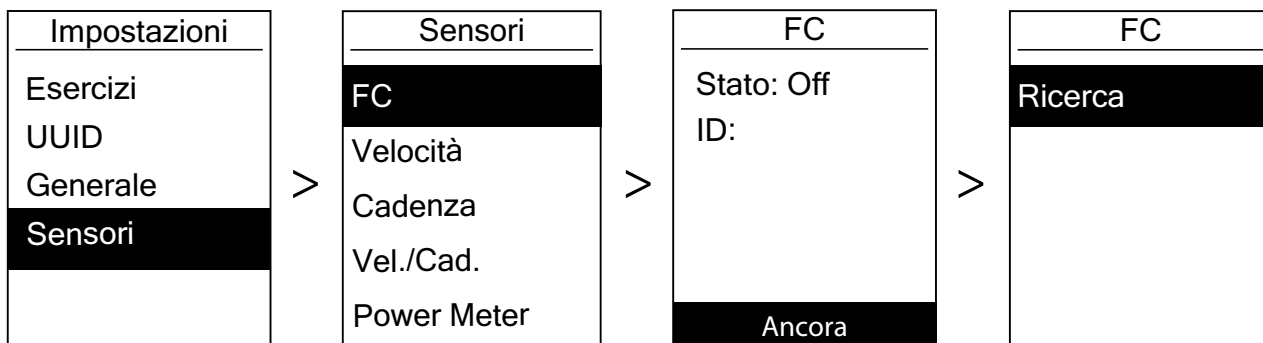 Impostazioni
Esercizi
UUID
Generale
Sensori
>
Sensori
FC
Velocità
Cadenza
Vel./Cad.
Power Meter
>
FC
Stato: Off
ID:
Ancora
>
FC
Ricerca